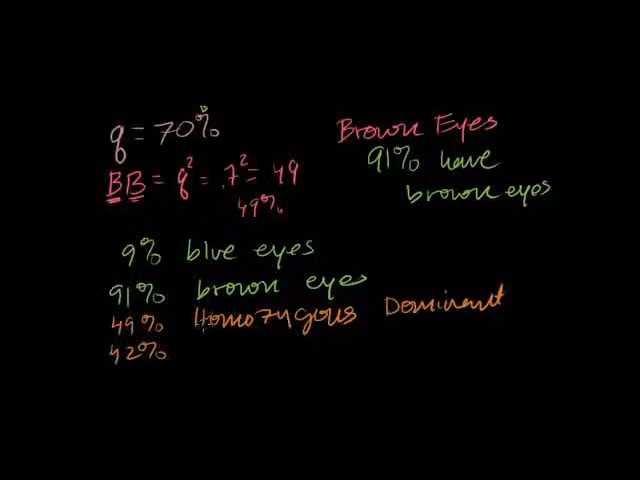 q = 70%
BB = q² = .7² = 49
49%
Brown Eyes
91% have
brown eyes
9% blue eyes
91% brown eyes
49% Homozygous Dominant
42%